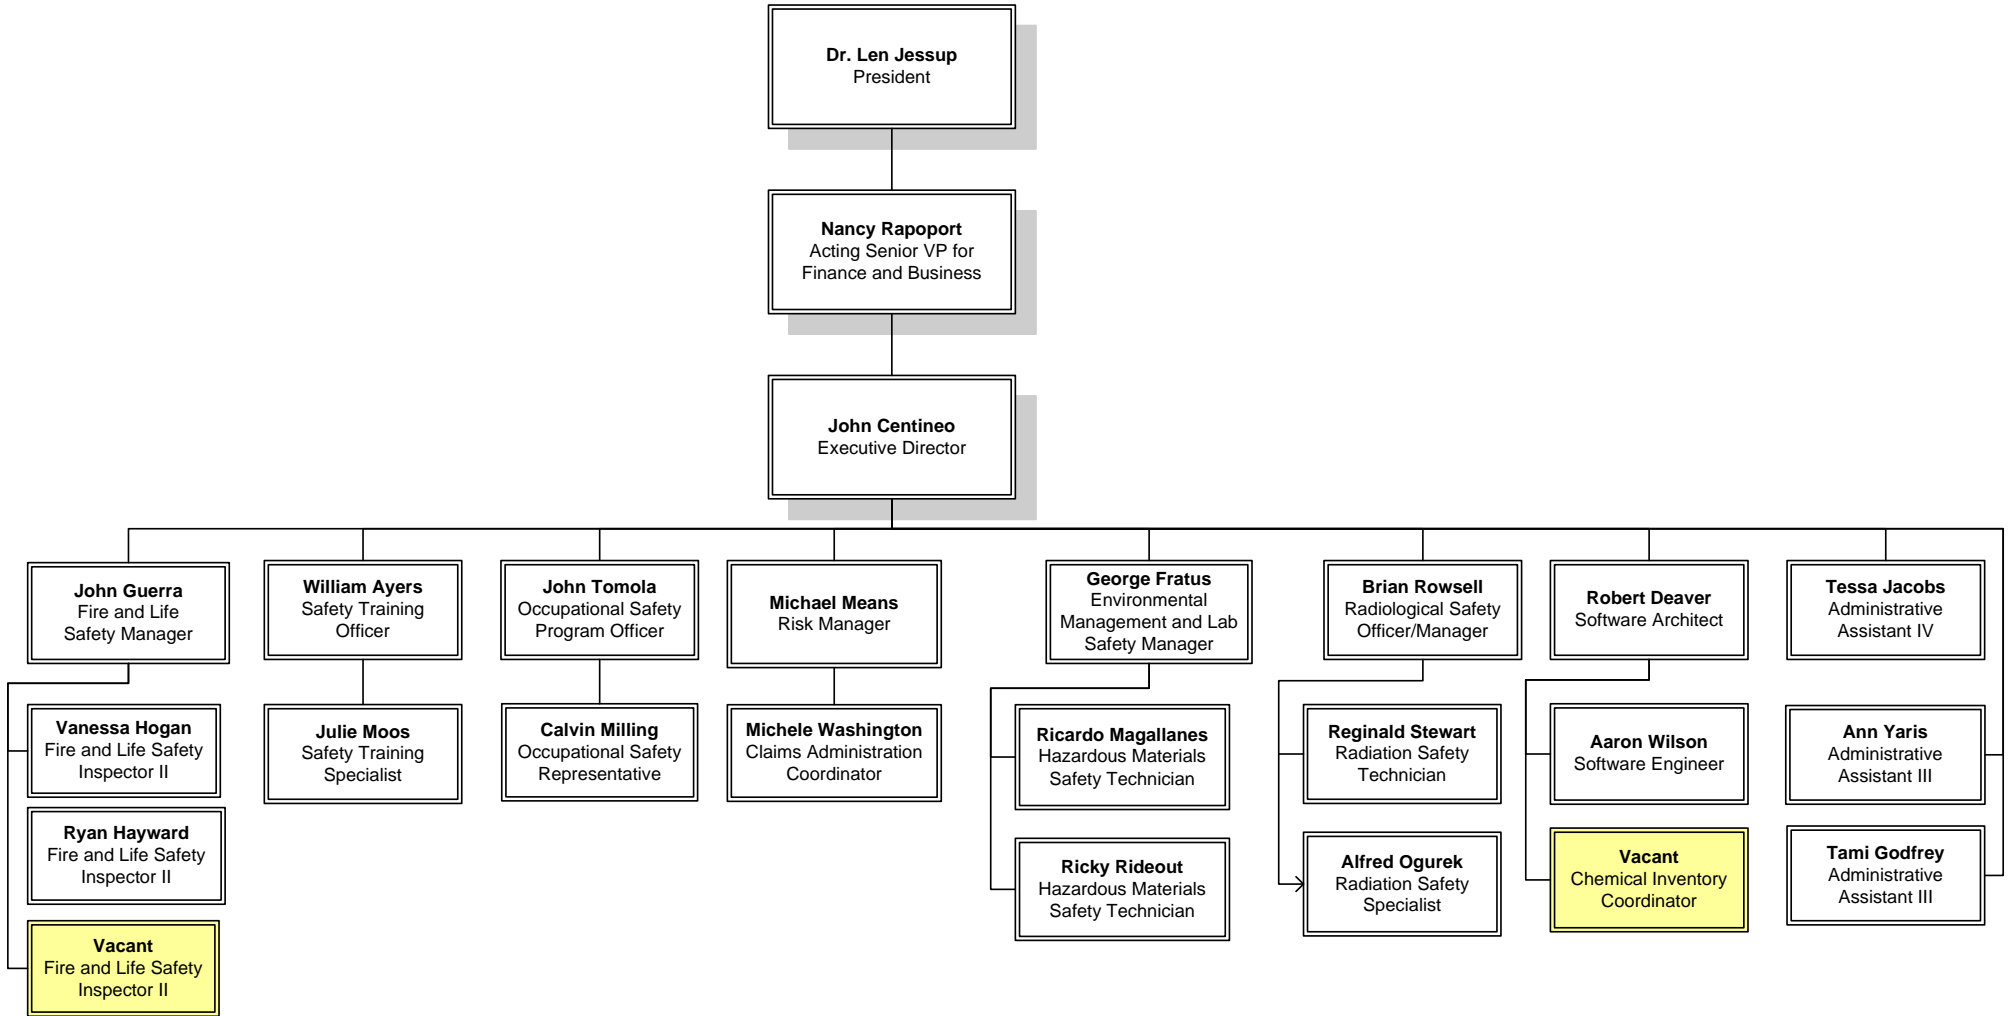 Dr. Len Jessup
President
Nancy Rapoport
Acting Senior VP for
Finance and Business
John Centineo
Executive Director
John Guerra
Fire and Life
Safety Manager
William Ayers
Safety Training
Officer
John Tomola
Occupational Safety
Program Officer
Michael Means
Risk Manager
George Fratus
Environmental
Management and Lab
Safety Manager
Brian Rowsell
Radiological Safety
Officer/Manager
Robert Deaver
Software Architect
Tessa Jacobs
Administrative
Assistant IV
Vanessa Hogan
Fire and Life Safety
Inspector II
Julie Moos
Safety Training
Specialist
Calvin Milling
Occupational Safety
Representative
Michele Washington
Claims Administration
Coordinator
Ricardo Magallanes
Hazardous Materials
Safety Technician
Reginald Stewart
Radiation Safety
Technician
Aaron Wilson
Software Engineer
Ann Yaris
Administrative
Assistant III
Ryan Hayward
Fire and Life Safety
Inspector II
Ricky Rideout
Hazardous Materials
Safety Technician
Alfred Ogurek
Radiation Safety
Specialist
Vacant
Chemical Inventory
Coordinator
Tami Godfrey
Administrative
Assistant III
Vacant
Fire and Life Safety
Inspector II